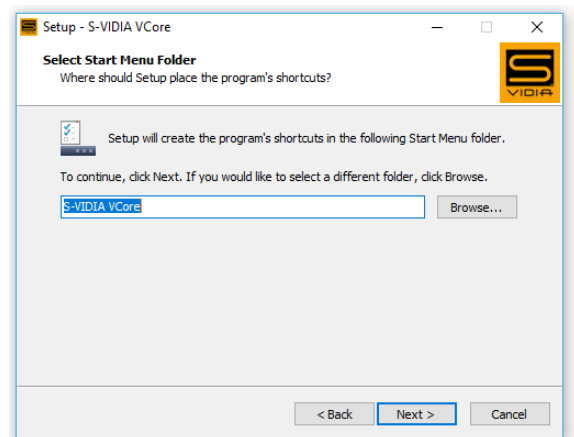 Setup - S-VIDIA VCore
Select Start Menu Folder
Where should Setup place the program's shortcuts?
S
VIDIA
Setup will create the program's shortcuts in the following Start Menu folder.
To continue, click Next. If you would like to select a different folder, click Browse.
S-VIDIA VCore
Browse...
< Back
Next >
Cancel